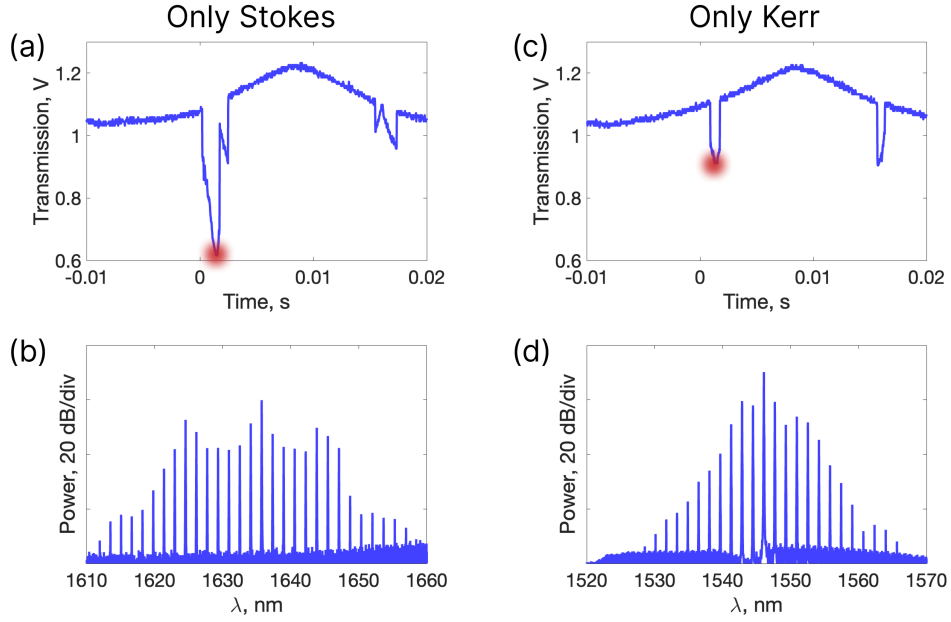 Only Stokes
Only Kerr
(a)
(c)
1.2
1
0.8
0.6
Transmission, V
-0.01
0
0.01
0.02
Time, s
1.2
1
0.8
0.6
Transmission, V
-0.01
0
0.01
0.02
Time, s
(b)
(d)
Power, 20 dB/div
1610
1620
1630
1640
1650
1660
λ, nm
Power, 20 dB/div
1520
1530
1540
1550
1560
1570
λ, nm